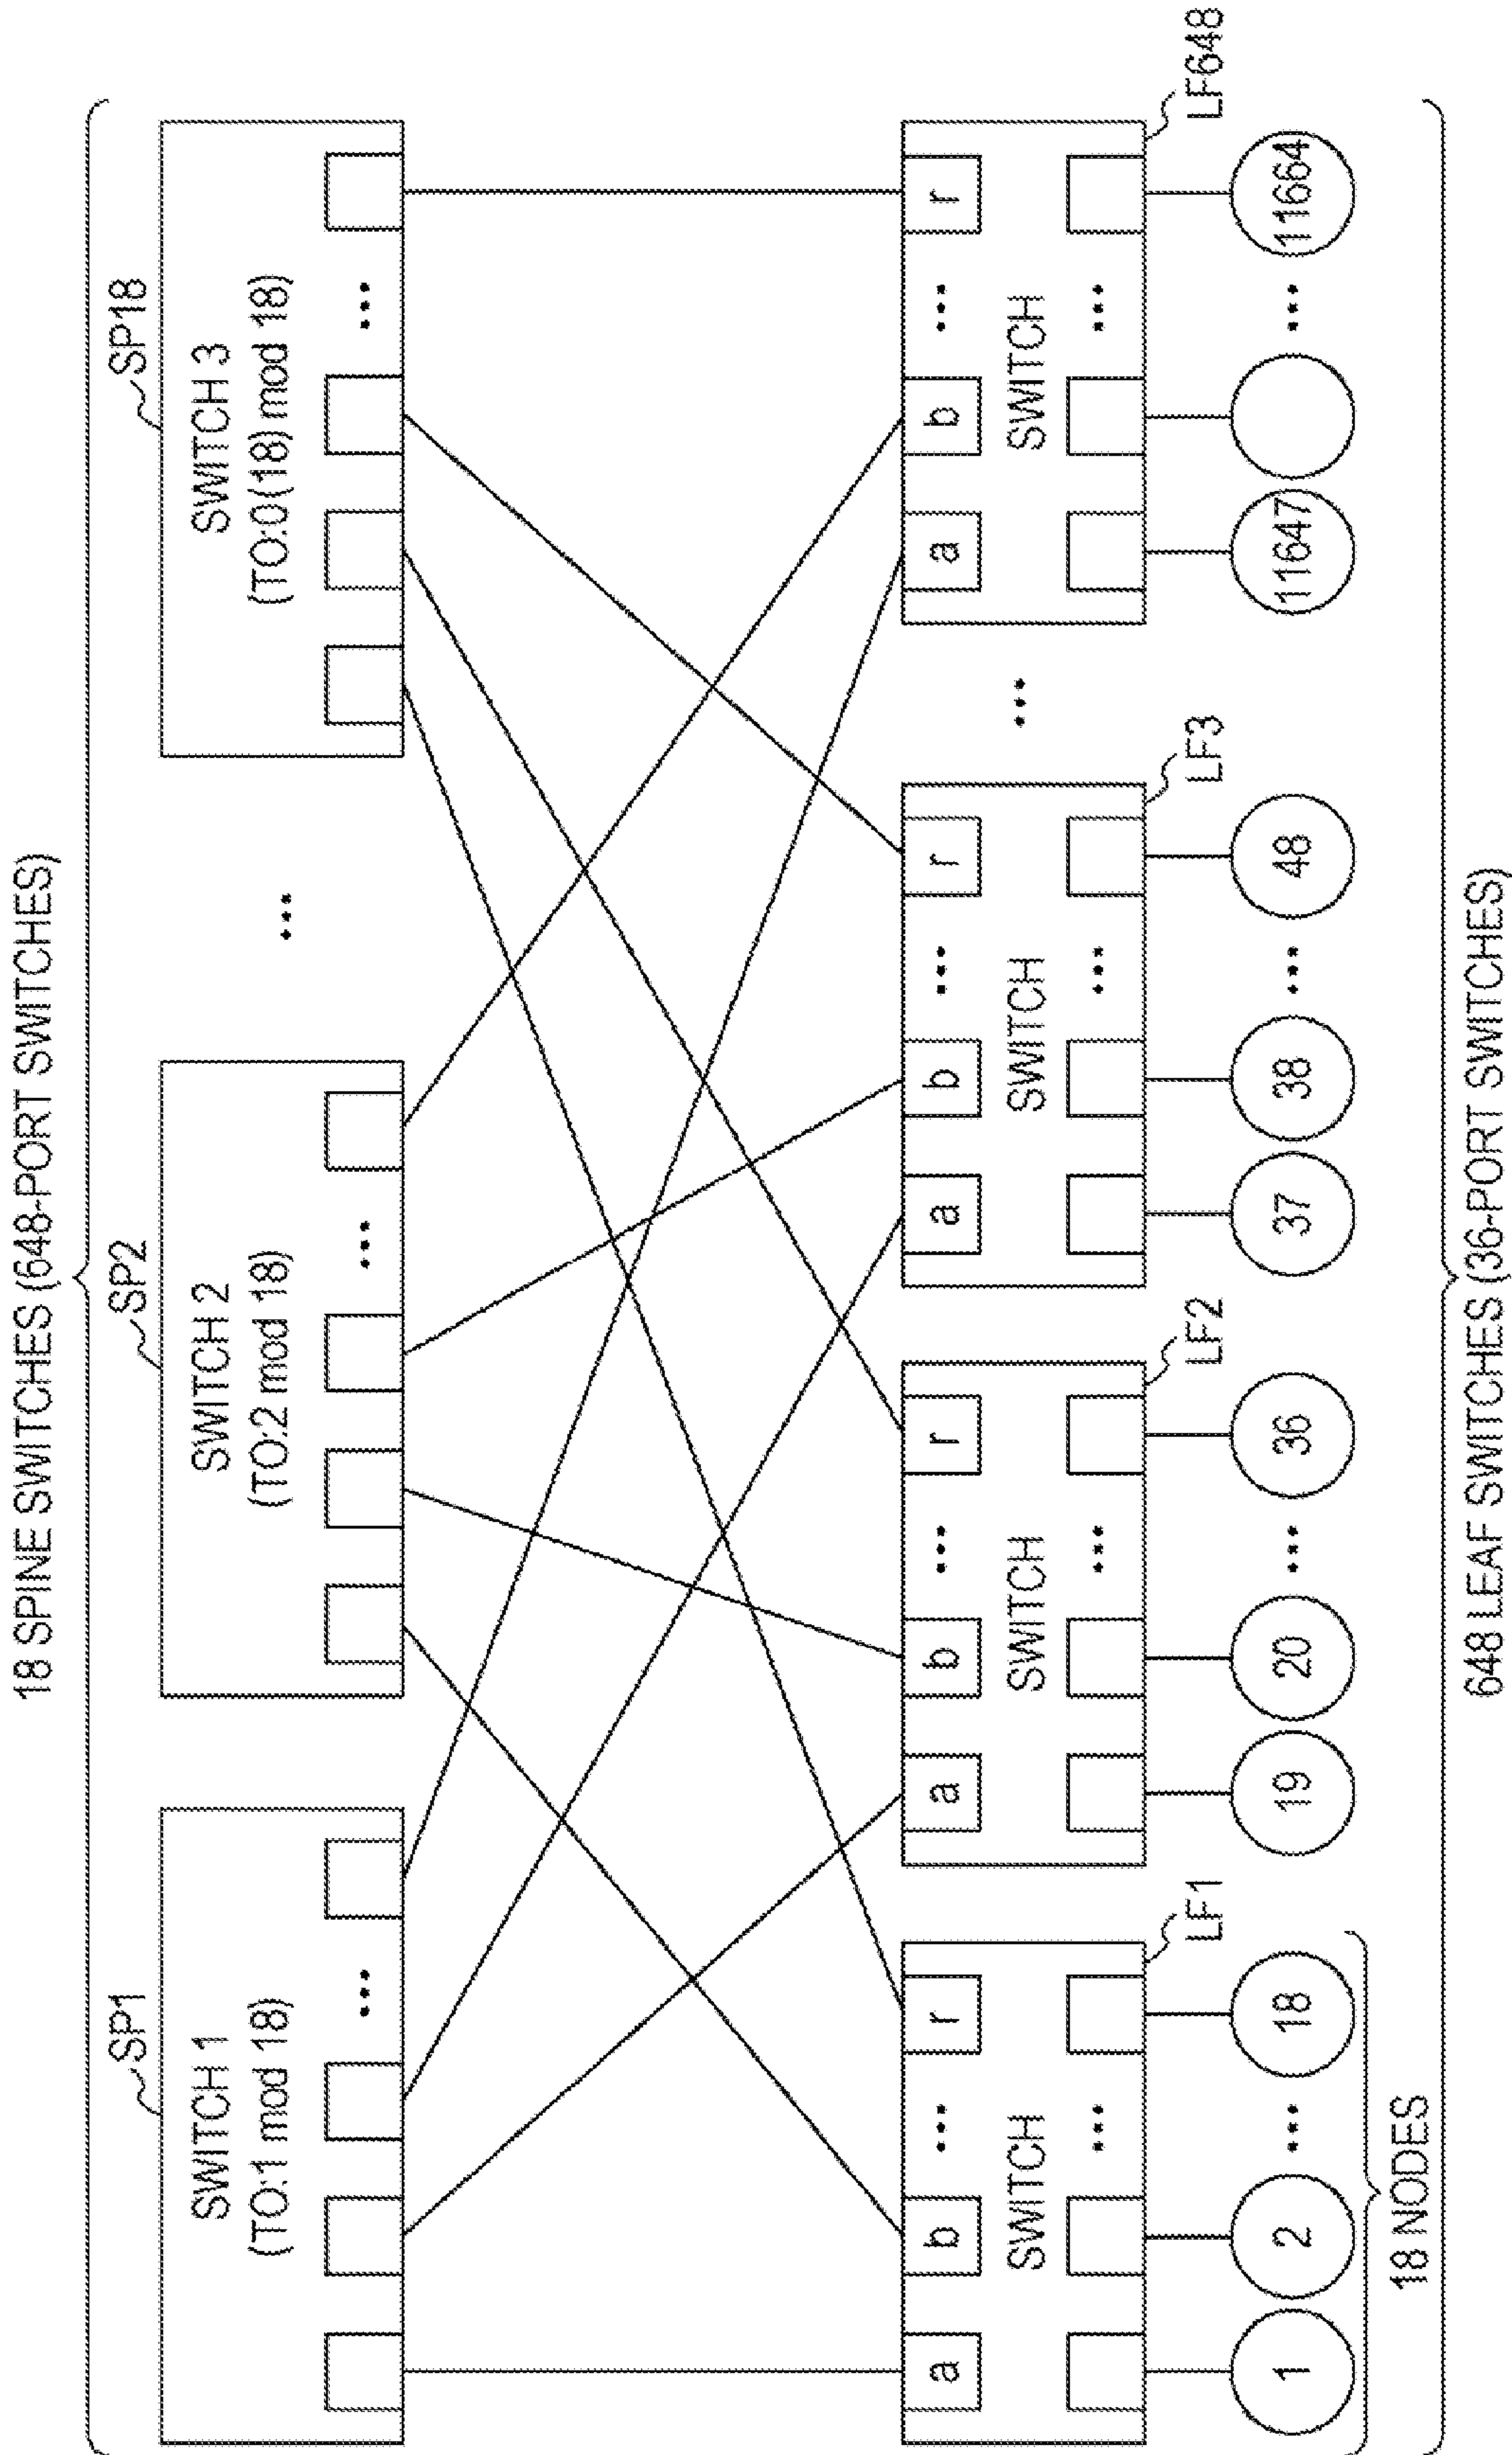 18 SPINE SWITCHES (648-PORT SWITCHES)
SP1
SP2
SP18
SWITCH 1
(TO:1 mod 18)
SWITCH 2
(TO:2 mod 18)
...
SWITCH 3
(TO:0(18) mod 18)
...
...
...
a b ... r
a b ... r
a b ... r
a b ... r
SWITCH
SWITCH
SWITCH
...
SWITCH
...
...
...
...
LF1
LF2
LF3
LF648
1 2 ... 18
19 20 ... 36
37 38 ... 48
11647 ... 11664
18 NODES
648 LEAF SWITCHES (36-PORT SWITCHES)